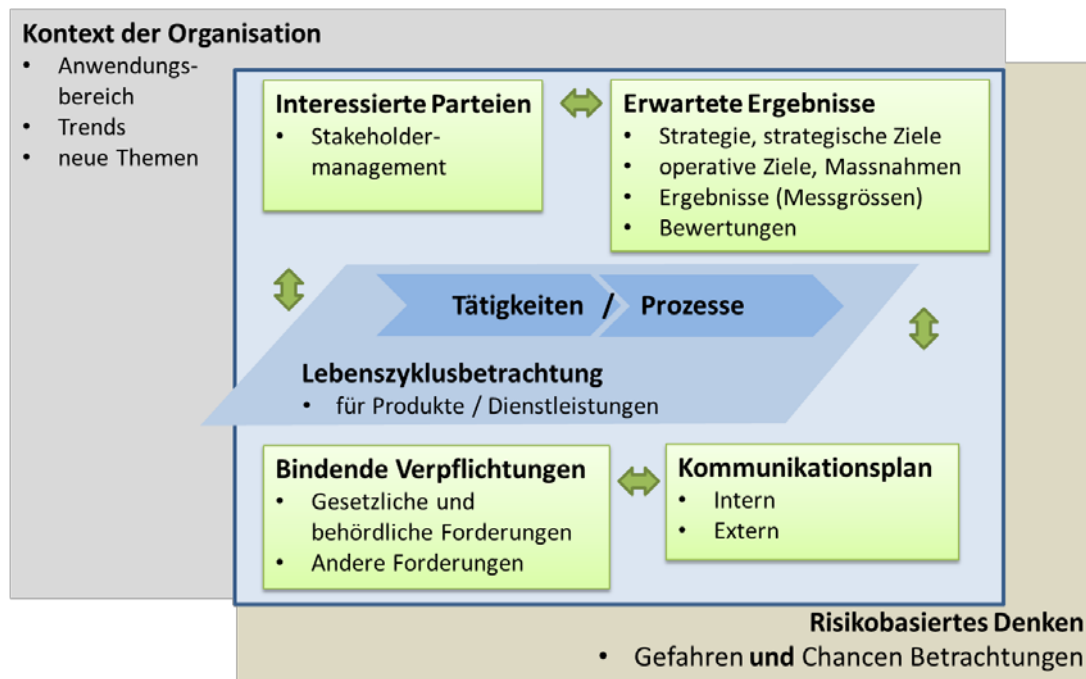 Kontext der Organisation
• Anwendungs-
bereich
• Trends
• neue Themen
Interessierte Parteien
• Stakeholder-
management
Erwartete Ergebnisse
• Strategie, strategische Ziele
• operative Ziele, Massnahmen
• Ergebnisse (Messgrössen)
• Bewertungen
Tätigkeiten / Prozesse
Lebenszyklusbetrachtung
• für Produkte / Dienstleistungen
Bindende Verpflichtungen
• Gesetzliche und
behördliche Forderungen
• Andere Forderungen
Kommunikationsplan
• Intern
• Extern
Risikobasiertes Denken
• Gefahren und Chancen Betrachtungen